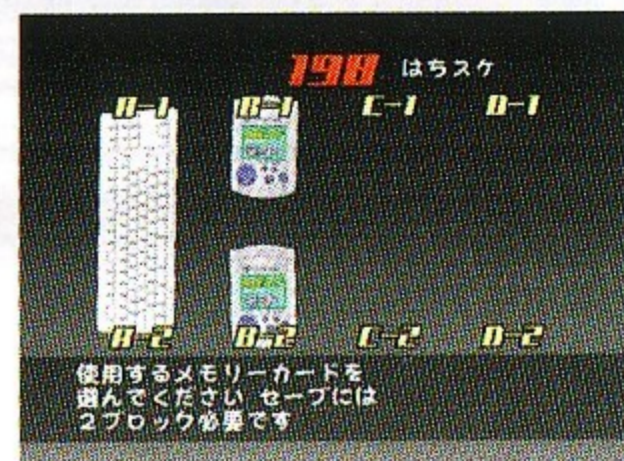 198 はちスケ
A-1 B-1 C-1 D-1
A-2 B-2 C-2 D-2
使用するメモリーカードを
選んでください セーブには
2ブロック必要です